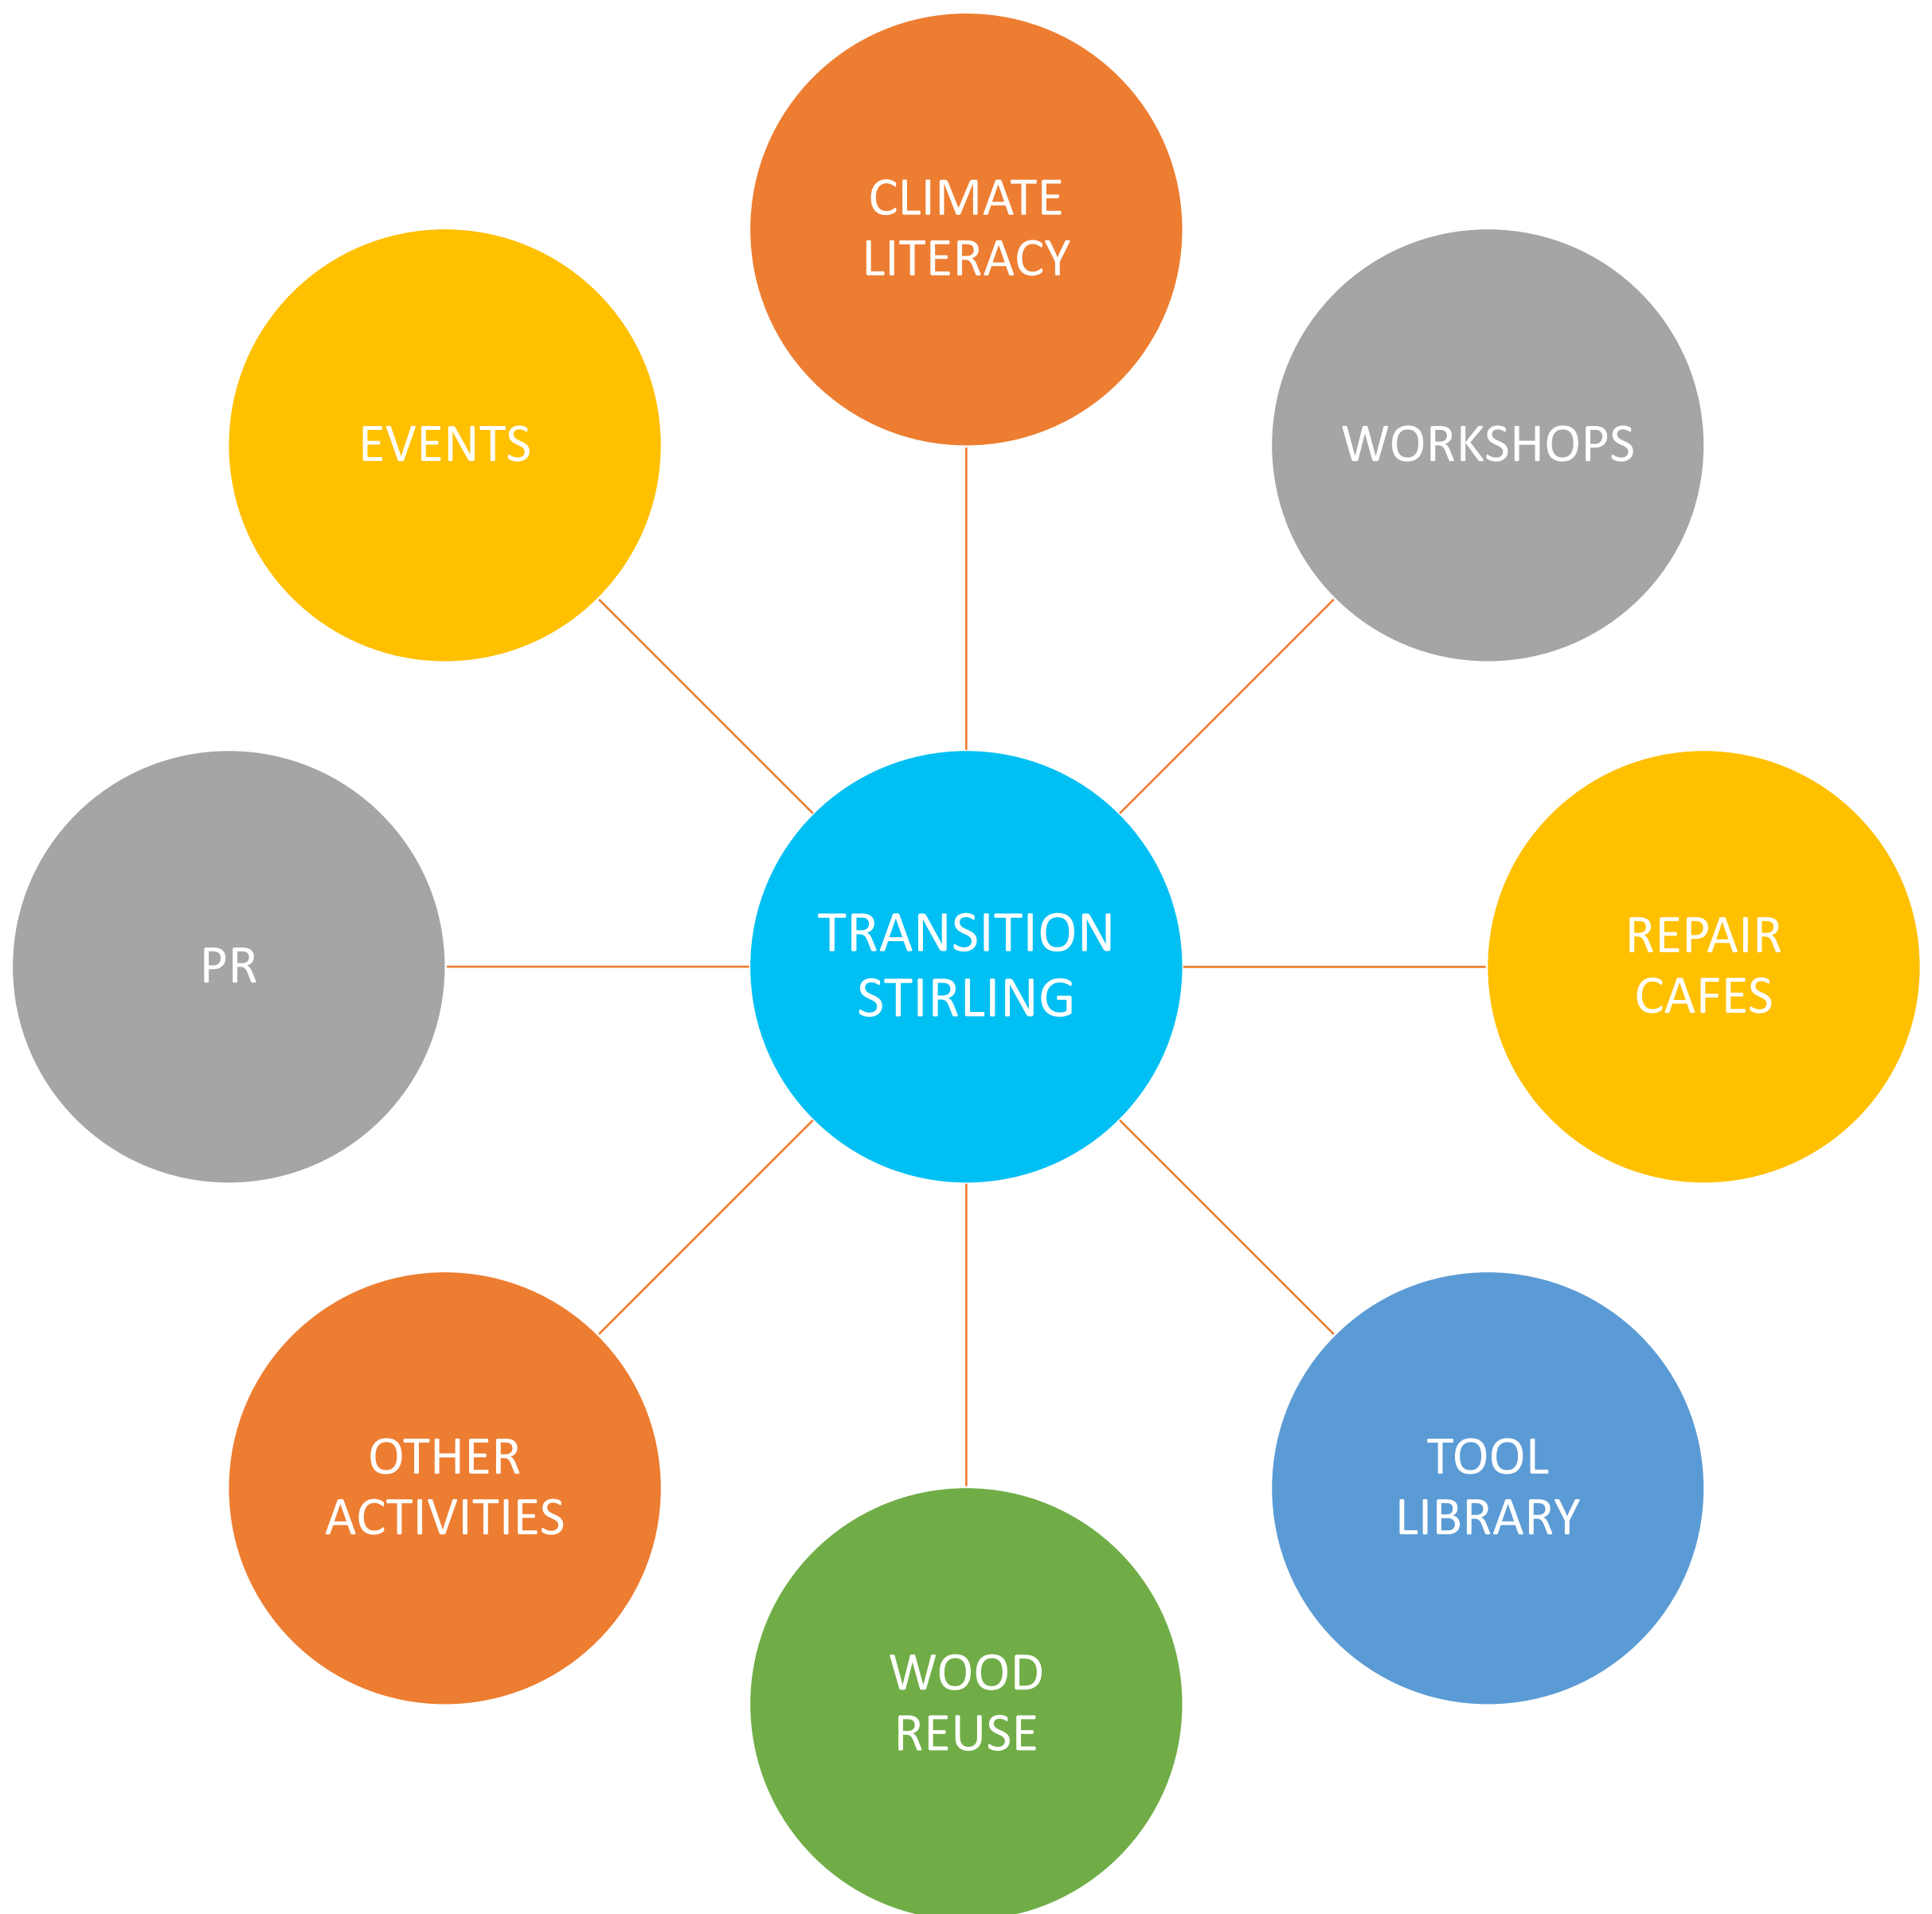 CLIMATE
LITERACY
EVENTS
WORKSHOPS
PR
TRANSITION
STIRLING
REPAIR
CAFES
OTHER
ACTIVITIES
TOOL
LIBRARY
WOOD
REUSE